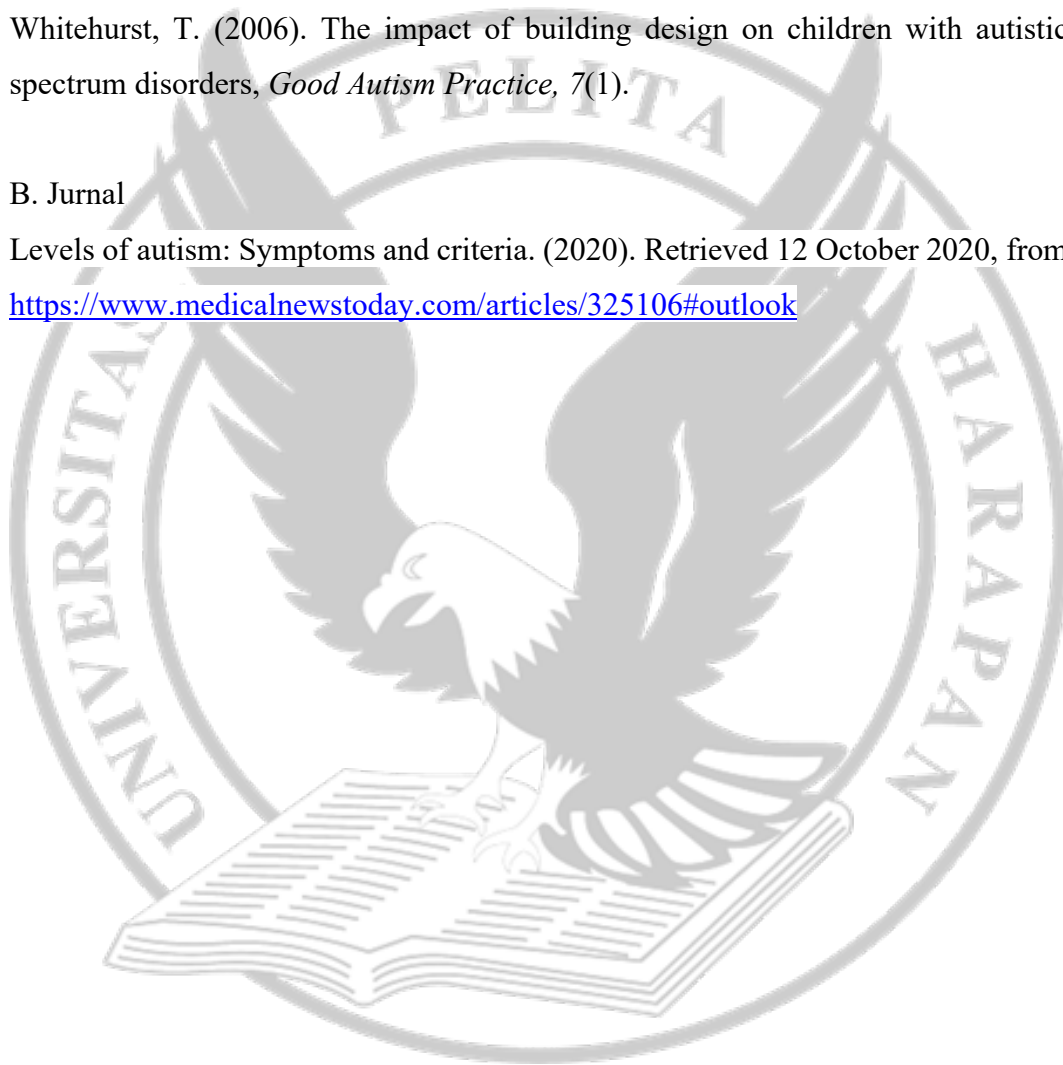 Whitehurst, T. (2006). The impact of building design on children with autistic
spectrum disorders, Good Autism Practice, 7(1).
B. Jurnal
Levels of autism: Symptoms and criteria. (2020). Retrieved 12 October 2020, from
https://www.medicalnewstoday.com/articles/325106#outlook
UNIVERSITAS PELITA HARAPAN